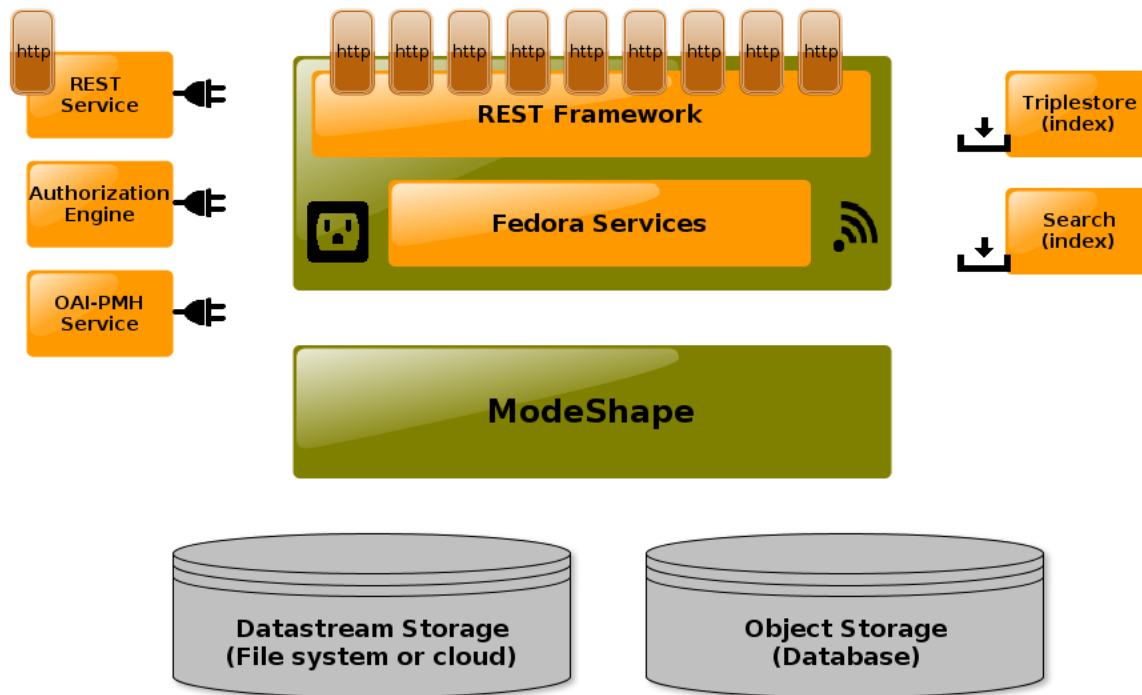 http
http http http http http http http http http
REST
Service
REST Framework
Triplestore
(index)
Authorization
Engine
Fedora Services
Search
(index)
OAI-PMH
Service
ModeShape
Datastream Storage
(File system or cloud)
Object Storage
(Database)